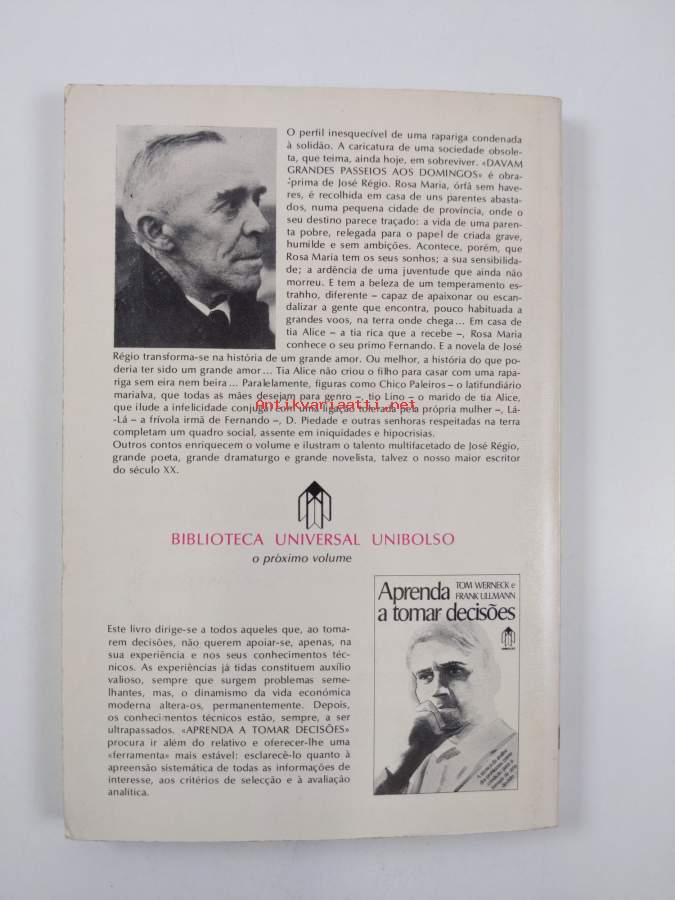 O perfil inesquecível de uma rapariga condenada
à solidão. A caricatura de uma sociedade obsole-
ta, que teima, ainda hoje, em sobreviver. «DAVAM
GRANDES PASSEIOS AOS DOMINGOS» é obra-
-prima de José Régio. Rosa Maria, órfã sem have-
res, é recolhida em casa de uns parentes abasta-
dos, numa pequena cidade de província, onde o
seu destino parece traçado: a vida de uma paren-
ta pobre, relegada para o papel de criada grave,
humilde e sem ambições. Acontece, porém, que
Rosa Maria tem os seus sonhos; a sua sensibilida-
de; a ardência de uma juventude que ainda não
morreu. E tem a beleza de um temperamento es-
tranho, diferente – capaz de apaixonar ou escan-
dalizar a gente que encontra, pouco habituada a
grandes voos, na terra onde chega... Em casa de
tia Alice – a tia rica que a recebe –, Rosa Maria
conhece o seu primo Fernando. E a novela de José
Régio transforma-se na história de um grande amor. Ou melhor, a história do que po-
deria ter sido um grande amor... Tia Alice não criou o filho para casar com uma rapa-
riga sem eira nem beira... Paralelamente, figuras como Chico Paleiros – o latifundiário
marialva, que todas as mães desejam para genro –, tio Lino – o marido de tia Alice,
Antikvariaatti.net
que ilude a infelicidade conjugal com uma ligação tolerada pela própria mulher –, Lá-
-Lá – a frívola irmã de Fernando –, D. Piedade e outras senhoras respeitadas na terra
completam um quadro social, assente em iniquidades e hipocrisias.
Outros contos enriquecem o volume e ilustram o talento multifacetado de José Régio,
grande poeta, grande dramaturgo e grande novelista, talvez o nosso maior escritor
do século XX.
BIBLIOTECA UNIVERSAL UNIBOLSO
o próximo volume
Este livro dirige-se a todos aqueles que, ao toma-
rem decisões, não querem apoiar-se, apenas, na
sua experiência e nos seus conhecimentos téc-
nicos. As experiências já tidas constituem auxílio
valioso, sempre que surgem problemas seme-
lhantes, mas, o dinamismo da vida económica
moderna altera-os, permanentemente. Depois,
os conhecimentos técnicos estão, sempre, a ser
ultrapassados. «APRENDA A TOMAR DECISÕES»
procura ir além do relativo e oferecer-lhe uma
«ferramenta» mais estável: esclarecê-lo quanto à
apreensão sistemática de todas as informações de
interesse, aos critérios de selecção e à avaliação
analítica.
TOM WERNECK e
FRANK ULLMANN
Aprenda
a tomar decisões